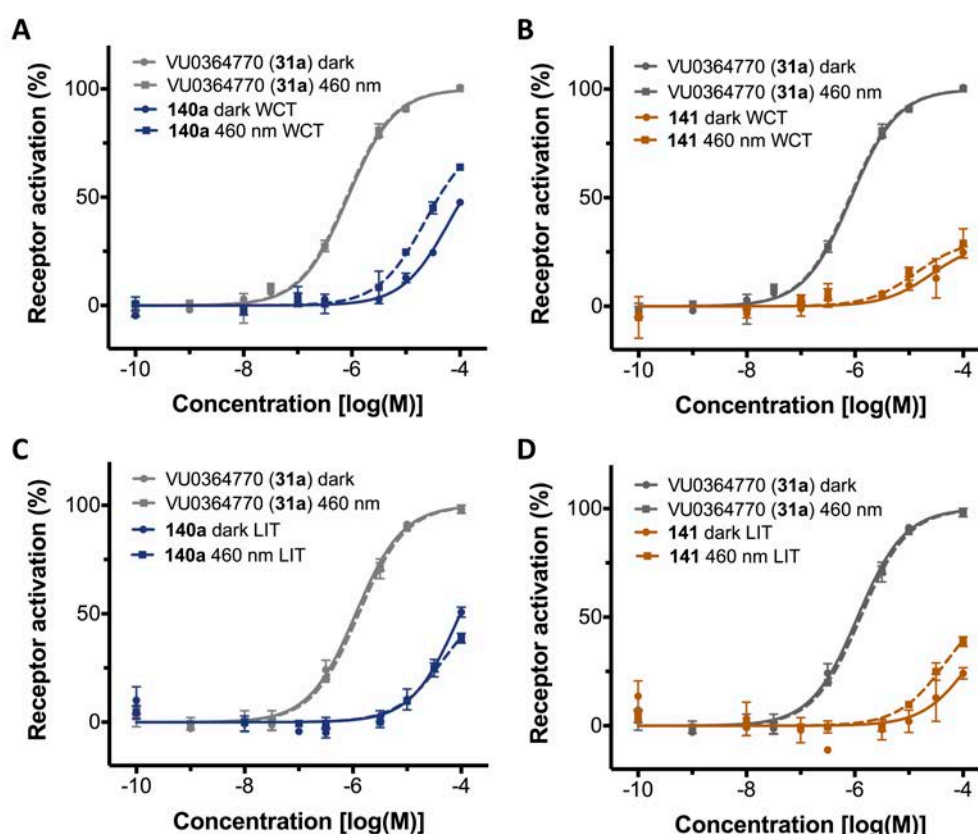 A
Receptor activation (%)
100
50
0
VU0364770 (31a) dark
VU0364770 (31a) 460 nm
140a dark WCT
140a 460 nm WCT
-10
-8
-6
-4
Concentration [log(M)]
B
Receptor activation (%)
100
50
0
VU0364770 (31a) dark
VU0364770 (31a) 460 nm
141 dark WCT
141 460 nm WCT
-10
-8
-6
-4
Concentration [log(M)]
C
Receptor activation (%)
100
50
0
VU0364770 (31a) dark
VU0364770 (31a) 460 nm
140a dark LIT
140a 460 nm LIT
-10
-8
-6
-4
Concentration [log(M)]
D
Receptor activation (%)
100
50
0
VU0364770 (31a) dark
VU0364770 (31a) 460 nm
141 dark LIT
141 460 nm LIT
-10
-8
-6
-4
Concentration [log(M)]